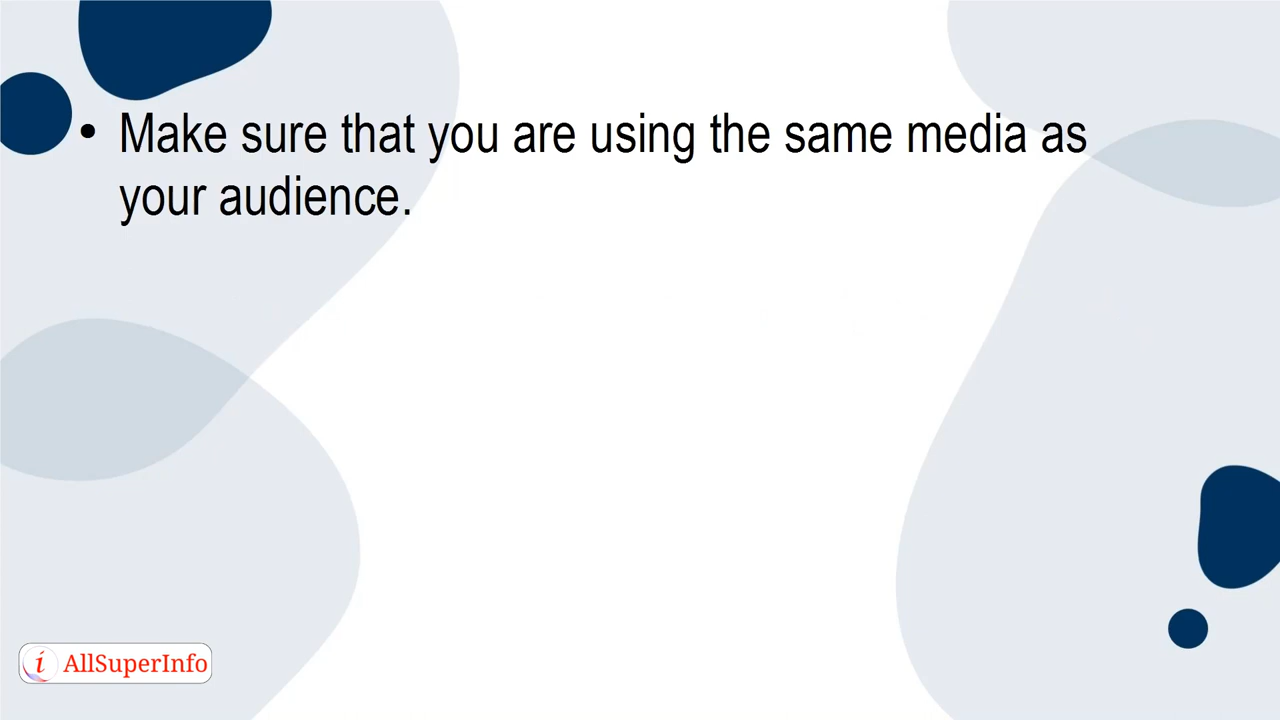 • Make sure that you are using the same media as
your audience.
i AllSuperInfo